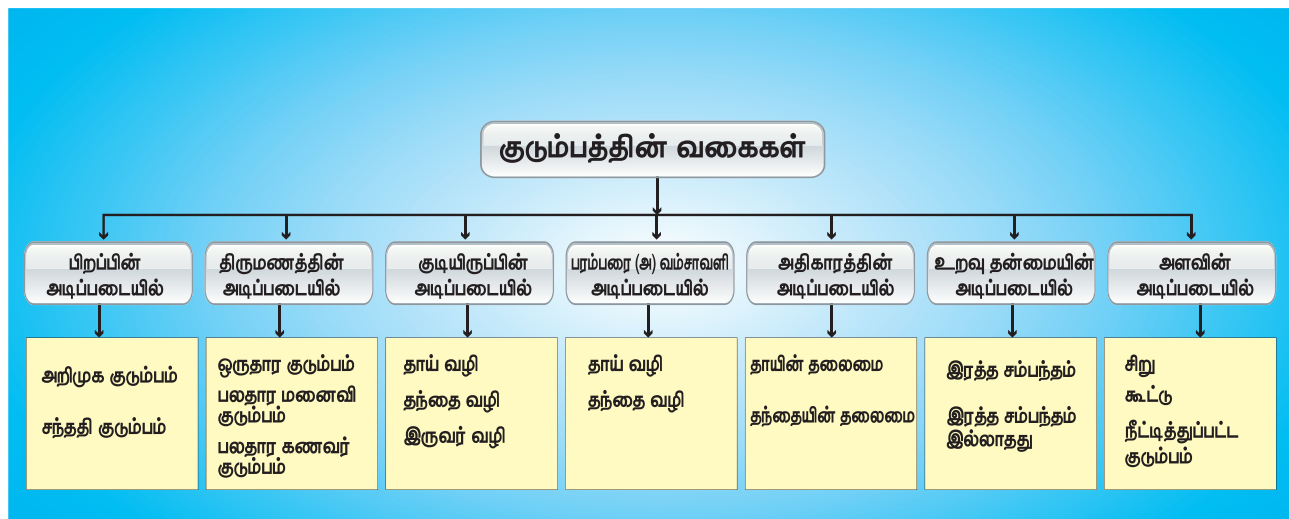 குடும்பத்தின் வகைகள்
பிறப்பின்
அடிப்படையில்
திருமணத்தின்
அடிப்படையில்
குடியிருப்பின்
அடிப்படையில்
பரம்பரை (அ) வம்சாவளி
அடிப்படையில்
அதிகாரத்தின்
அடிப்படையில்
உறவு தன்மையின்
அடிப்படையில்
அளவின்
அடிப்படையில்
அறிமுக குடும்பம்
சந்ததி குடும்பம்
ஒருதார குடும்பம்
பலதார மனைவி
குடும்பம்
பலதார கணவர்
குடும்பம்
தாய் வழி
தந்தை வழி
இருவர் வழி
தாய் வழி
தந்தை வழி
தாயின் தலைமை
தந்தையின் தலைமை
இரத்த சம்பந்தம்
இரத்த சம்பந்தம்
இல்லாதது
சிறு
கூட்டு
நீட்டித்துப்பட்ட
குடும்பம்